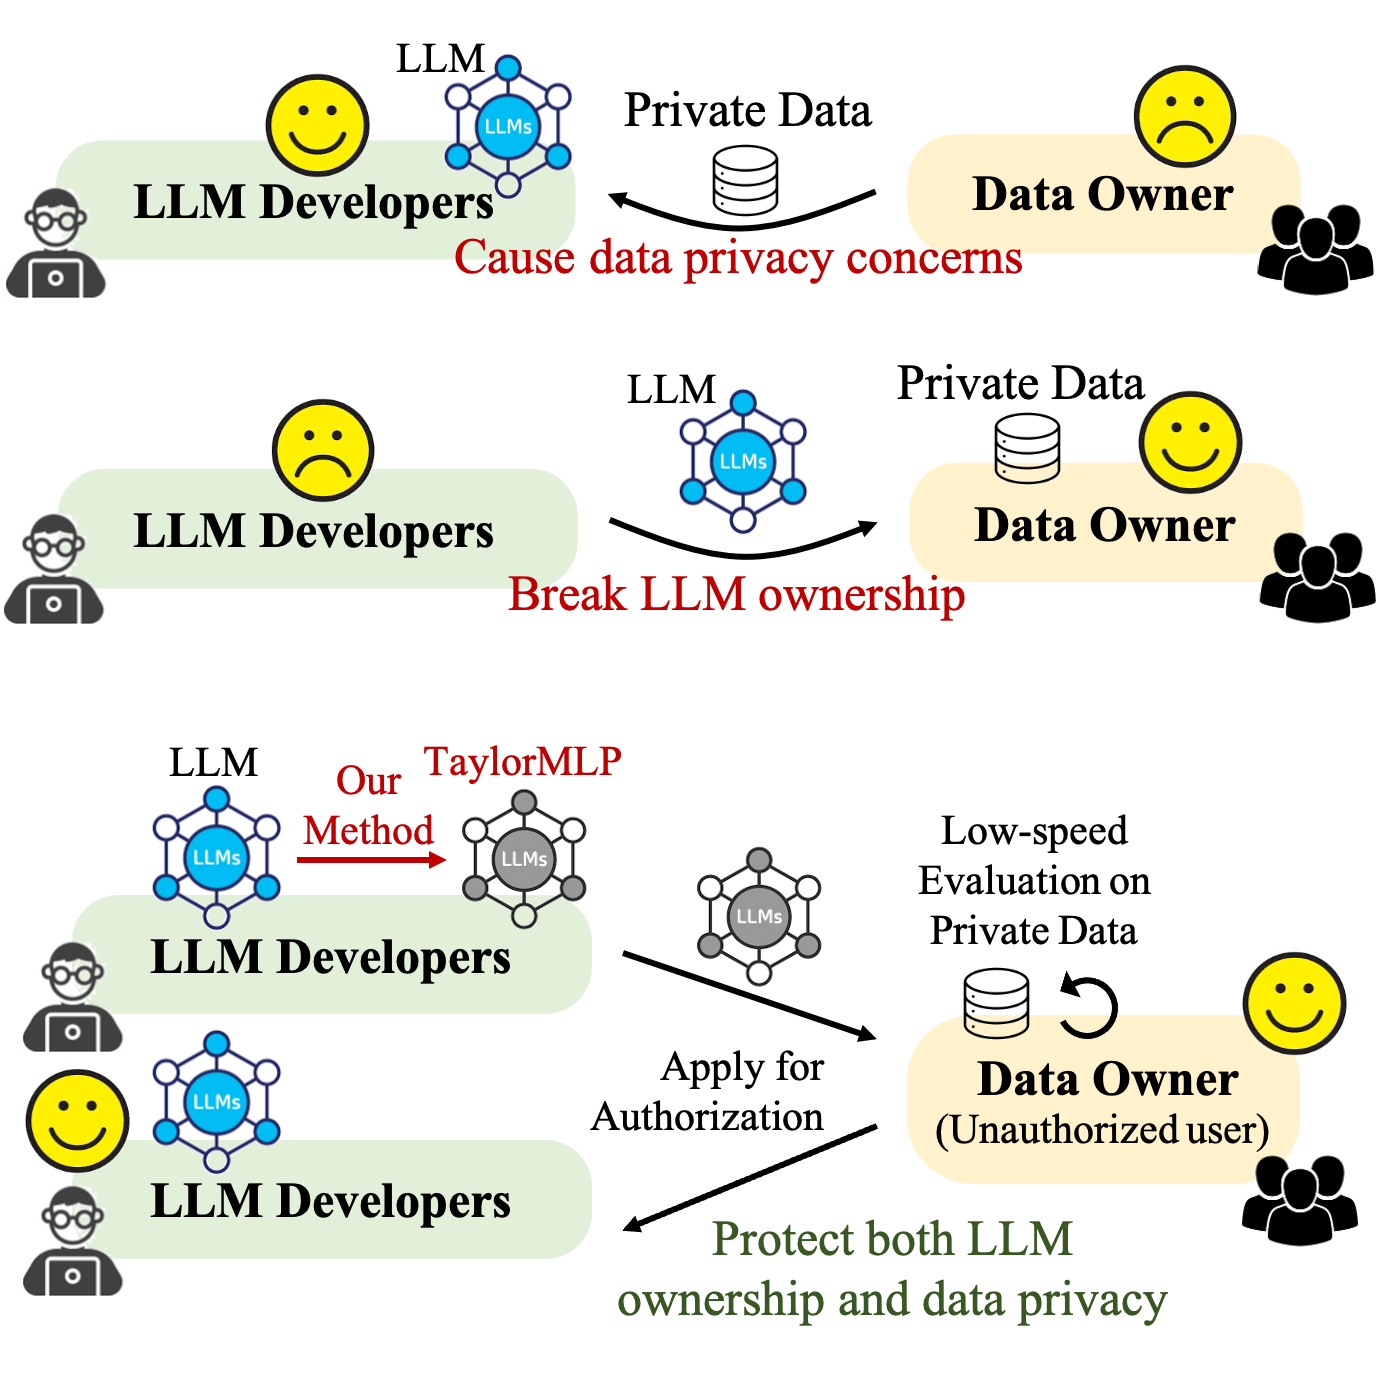 LLM
LLMs
Private Data
LLM Developers
Data Owner
Cause data privacy concerns
LLM
LLMs
Private Data
LLM Developers
Data Owner
Break LLM ownership
LLM
Our
Method
TaylorMLP
LLMs
LLMs
LLM Developers
LLMs
Low-speed
Evaluation on
Private Data
Apply for
Authorization
Data Owner
(Unauthorized user)
LLMs
LLM Developers
Protect both LLM
ownership and data privacy